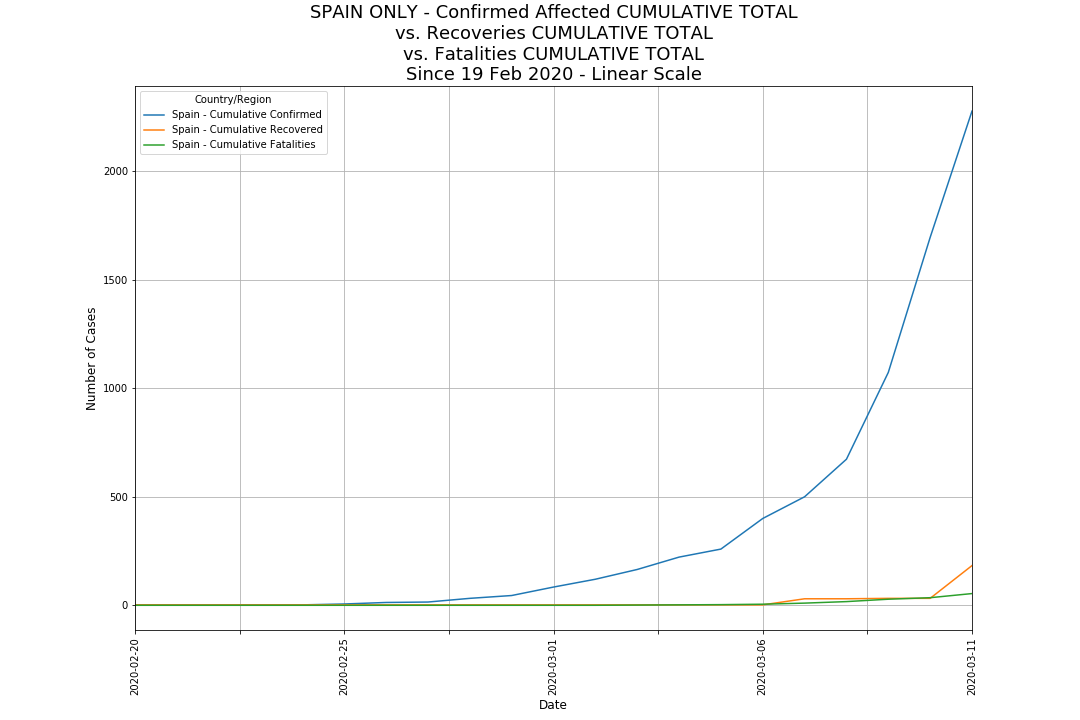 SPAIN ONLY - Confirmed Affected CUMULATIVE TOTAL
vs. Recoveries CUMULATIVE TOTAL
vs. Fatalities CUMULATIVE TOTAL
Since 19 Feb 2020 - Linear Scale
Country/Region
Spain - Cumulative Confirmed
Spain - Cumulative Recovered
Spain - Cumulative Fatalities
Number of Cases
2000
1500
1000
500
0
2020-02-20
2020-02-25
2020-03-01
2020-03-06
2020-03-11
Date